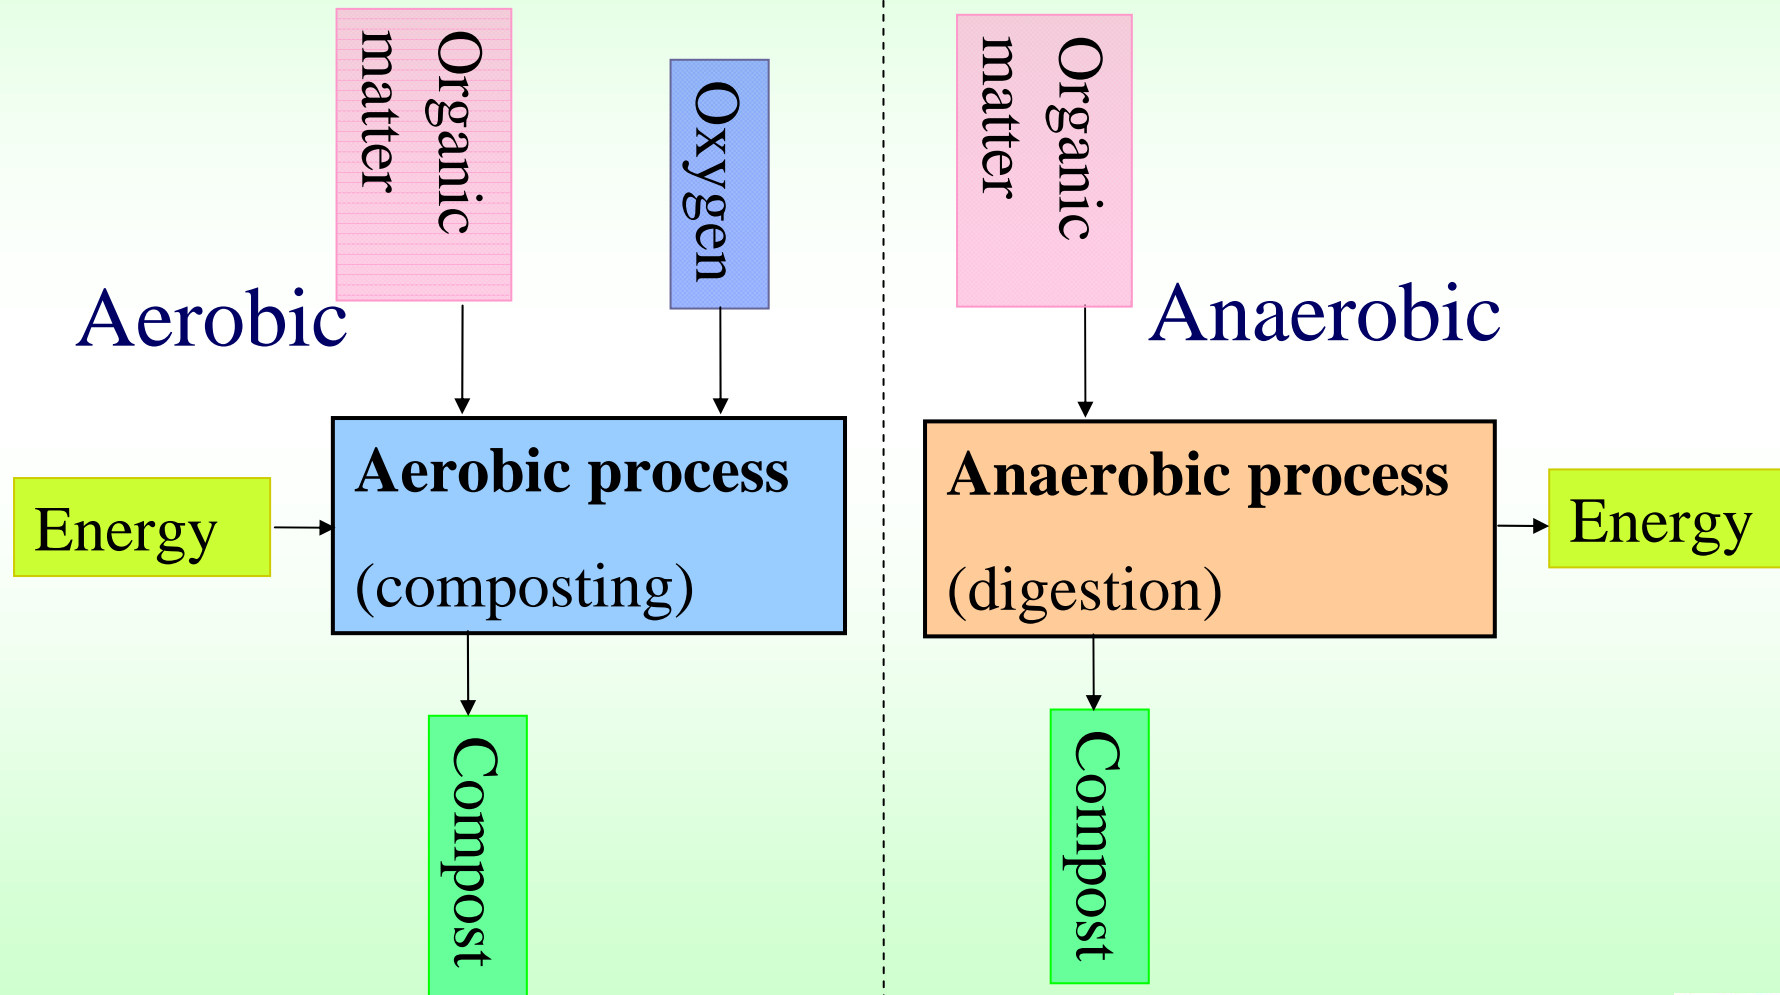 Organic
matter
Oxygen
Aerobic
Energy
Aerobic process
(composting)
Compost
Organic
matter
Anaerobic
Anaerobic process
(digestion)
Energy
Compost